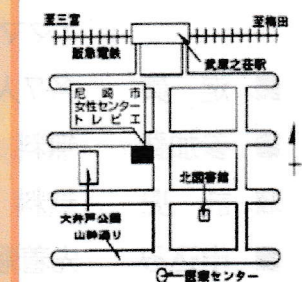 至三宮
至梅田
阪急電鉄
武庫之荘駅
尼崎市
女性センター
トレピエ
北図書館
大井戸公園
山幹通り
医療センター